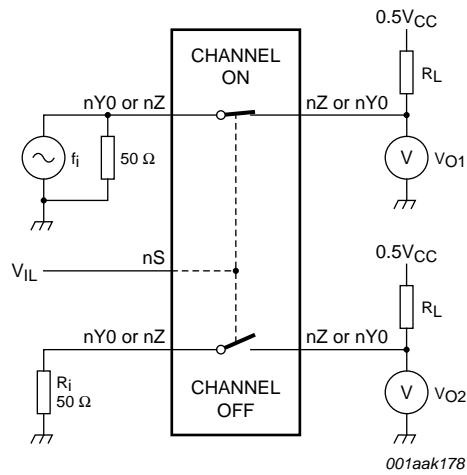 0.5VCC
CHANNEL
ON
RL
nY0 or nZ
nZ or nY0
fi
50 Ω
V
VO1
nS
VIL
0.5VCC
RL
nY0 or nZ
nZ or nY0
Ri
50 Ω
CHANNEL
OFF
V
VO2
001aak178